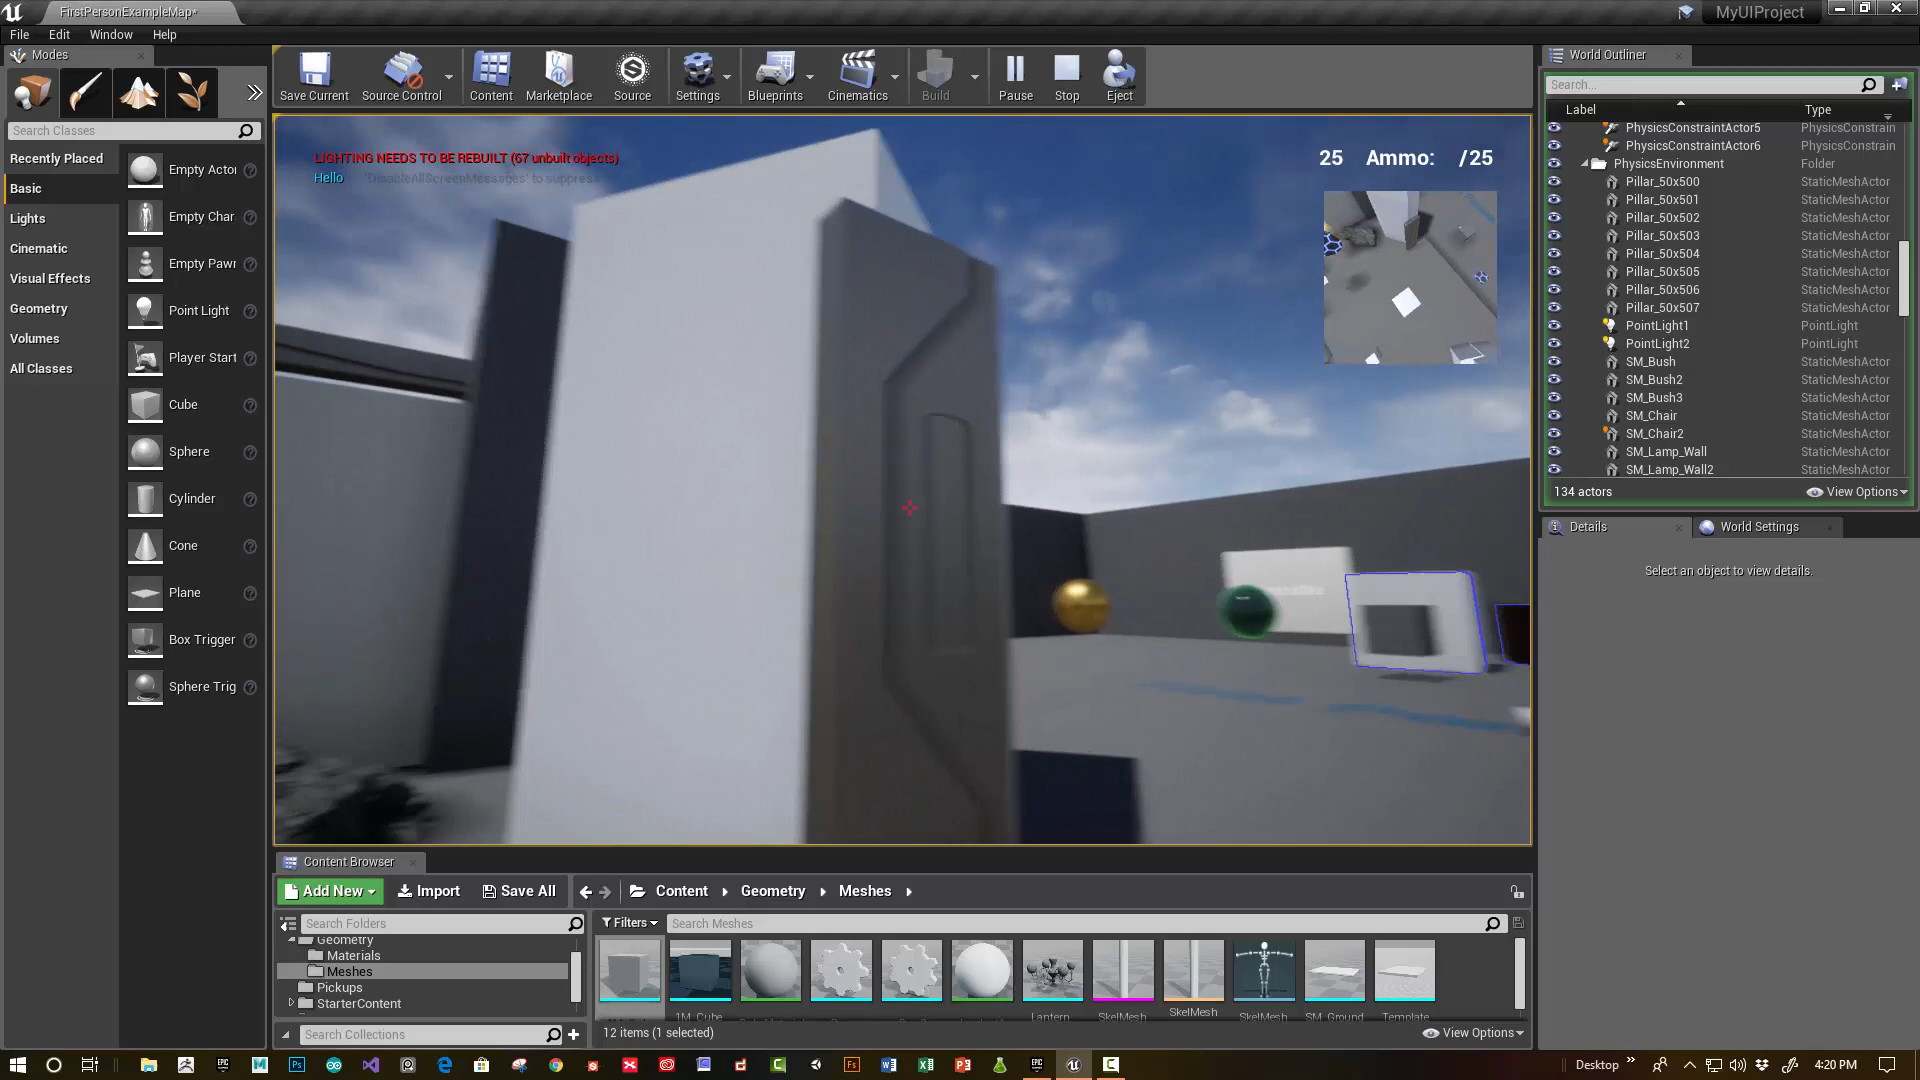 FirstPersonExampleMap*
MyUIProject
File Edit Window Help
Modes
Save Current
Source Control
Content
Marketplace
Source
Settings
Blueprints
Cinematics
Build
Pause
Stop
Eject
Search Classes
Recently Placed
Basic
Lights
Cinematic
Visual Effects
Geometry
Volumes
All Classes
Empty Actor
Empty Char
Empty Pawn
Point Light
Player Start
Cube
Sphere
Cylinder
Cone
Plane
Box Trigger
Sphere Trig
LIGHTING NEEDS TO BE REBUILT (67 unbuilt objects)
Hello
'DisableAllScreenMessages' to suppress
25 Ammo: /25
World Outliner
Search...
Label Type
PhysicsConstraintActor5 PhysicsConstrain
PhysicsConstraintActor6 PhysicsConstrain
PhysicsEnvironment Folder
Pillar_50x500 StaticMeshActor
Pillar_50x501 StaticMeshActor
Pillar_50x502 StaticMeshActor
Pillar_50x503 StaticMeshActor
Pillar_50x504 StaticMeshActor
Pillar_50x505 StaticMeshActor
Pillar_50x506 StaticMeshActor
Pillar_50x507 StaticMeshActor
PointLight1 PointLight
PointLight2 PointLight
SM_Bush StaticMeshActor
SM_Bush2 StaticMeshActor
SM_Bush3 StaticMeshActor
SM_Chair StaticMeshActor
SM_Chair2 StaticMeshActor
SM_Lamp_Wall StaticMeshActor
SM_Lamp_Wall2 StaticMeshActor
134 actors View Options
Details World Settings
Select an object to view details.
Content Browser
Add New Import Save All Content Geometry Meshes
Search Folders
Geometry
Materials
Meshes
Pickups
StarterContent
Search Collections
Filters Search Meshes
1M_Cube
Lantern
SkelMesh
SkelMesh
SkelMesh
SM_Ground
Template
12 items (1 selected) View Options
Desktop 4:20 PM